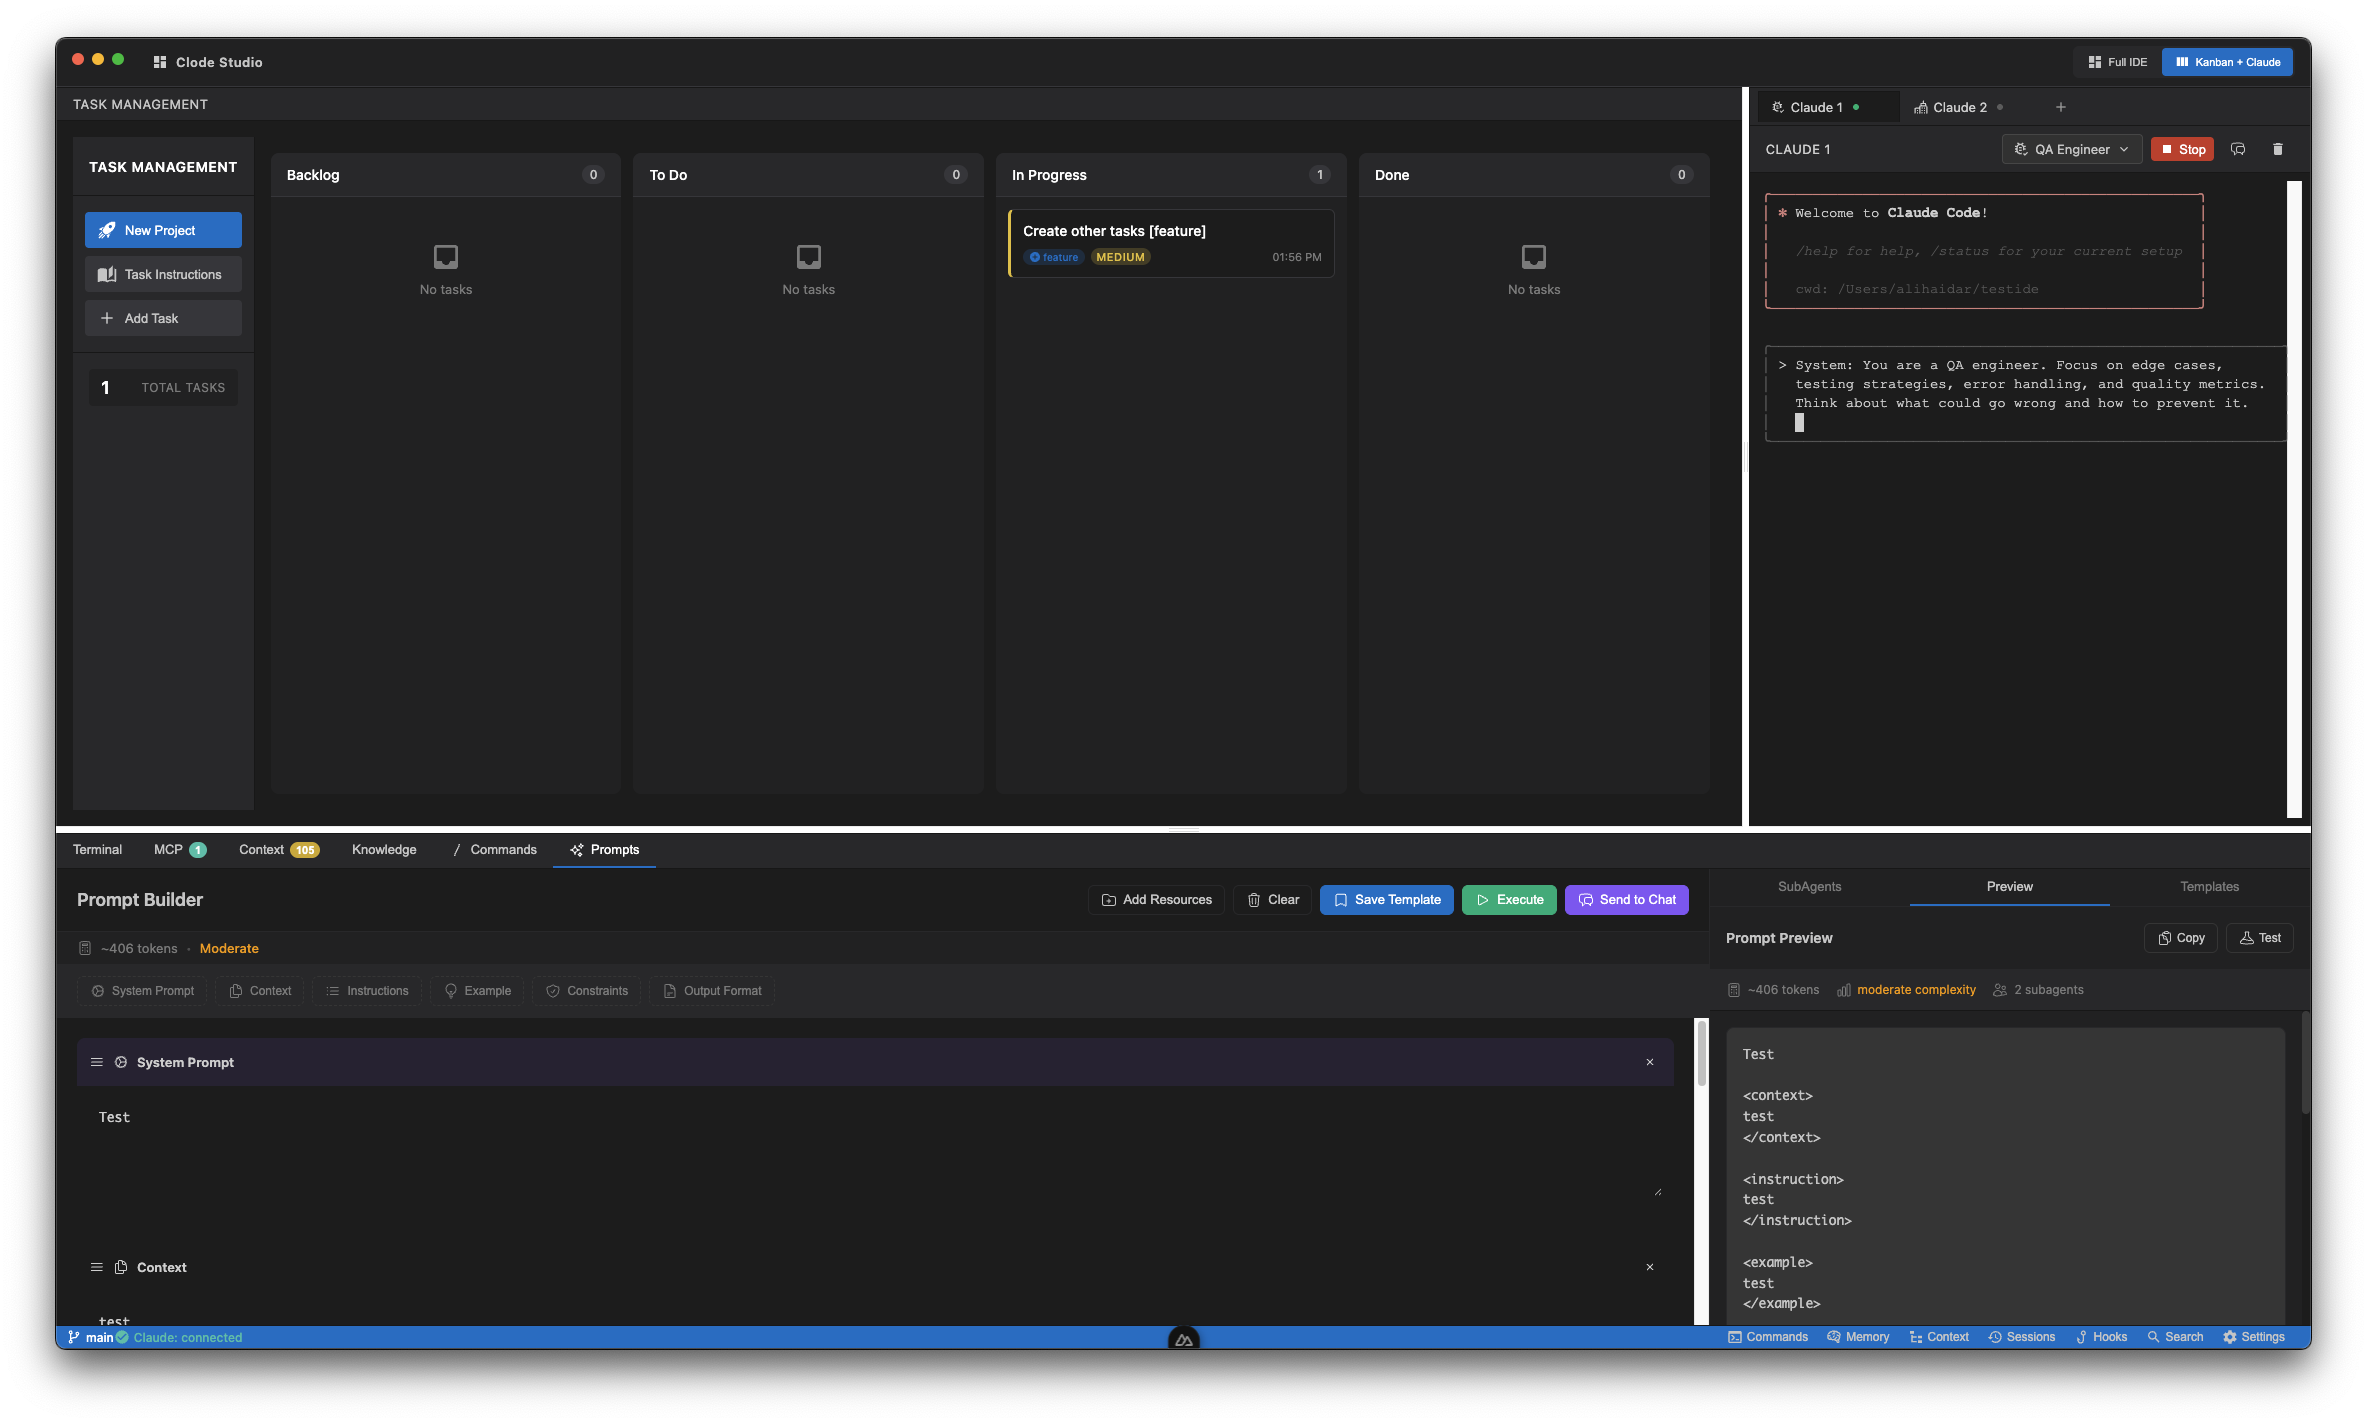 Clode Studio
Full IDE
Kanban + Claude
TASK MANAGEMENT
TASK MANAGEMENT
New Project
Task Instructions
Add Task
1 TOTAL TASKS
Backlog 0
No tasks
To Do 0
No tasks
In Progress 1
Create other tasks [feature]
feature MEDIUM 01:56 PM
Done 0
No tasks
Claude 1
Claude 2
+
CLAUDE 1
QA Engineer
Stop
* Welcome to Claude Code!
/help for help, /status for your current setup
cwd: /Users/alihaidar/testide
> System: You are a QA engineer. Focus on edge cases,
testing strategies, error handling, and quality metrics.
Think about what could go wrong and how to prevent it.
Terminal
MCP 1
Context 105
Knowledge
/ Commands
Prompts
Prompt Builder
Add Resources
Clear
Save Template
Execute
Send to Chat
~406 tokens • Moderate
System Prompt
Context
Instructions
Example
Constraints
Output Format
System Prompt
Test
Context
test
SubAgents
Preview
Templates
Prompt Preview
Copy
Test
~406 tokens
moderate complexity
2 subagents
Test
<context>
test
</context>
<instruction>
test
</instruction>
<example>
test
</example>
main
Claude: connected
Commands
Memory
Context
Sessions
Hooks
Search
Settings